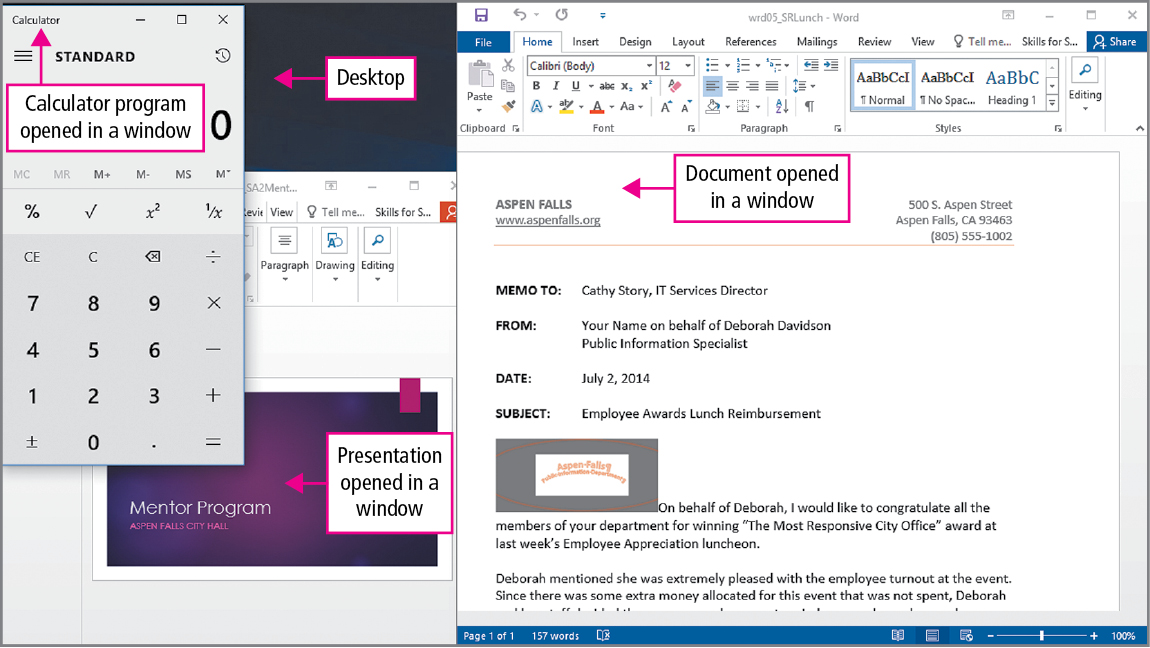 Calculator
STANDARD
Calculator program
opened in a window
0
MC MR M+ M- MS M˅
% √ x² ¹/x
CE C ⌫ ÷
7 8 9 ×
4 5 6 −
1 2 3 +
± 0 . =
Desktop
SA2Ment...
View Tell me... Skills for S...
Paragraph Drawing Editing
Presentation
opened in a
window
Mentor Program
ASPEN FALLS CITY HALL
wrd05_SRLunch - Word
File Home Insert Design Layout References Mailings Review View Tell me... Skills for S... Share
Paste
Calibri (Body) 12
B I U abc x₂ x²
A A Aa A A
AaBbCcI AaBbCcI AaBbC
¶ Normal ¶ No Spac... Heading 1
Editing
Clipboard Font Paragraph Styles
Document opened
in a window
ASPEN FALLS
www.aspenfalls.org
500 S. Aspen Street
Aspen Falls, CA 93463
(805) 555-1002
MEMO TO: Cathy Story, IT Services Director
FROM: Your Name on behalf of Deborah Davidson
Public Information Specialist
DATE: July 2, 2014
SUBJECT: Employee Awards Lunch Reimbursement
Aspen-Falls¶
Public-Information-Department§
On behalf of Deborah, I would like to congratulate all the
members of your department for winning “The Most Responsive City Office” award at
last week’s Employee Appreciation luncheon.
Deborah mentioned she was extremely pleased with the employee turnout at the event.
Since there was some extra money allocated for this event that was not spent, Deborah
Page 1 of 1 157 words 100%